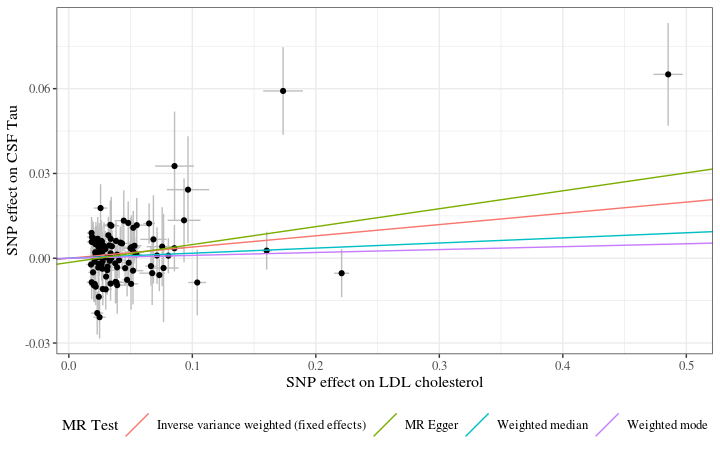 SNP effect on CSF Tau
0.06
0.03
0.00
-0.03
0.0 0.1 0.2 0.3 0.4 0.5
SNP effect on LDL cholesterol
MR Test Inverse variance weighted (fixed effects) MR Egger Weighted median Weighted mode